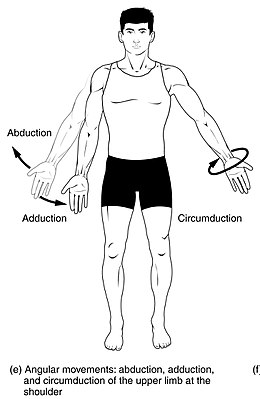 Abduction
Adduction
Circumduction
(e) Angular movements: abduction, adduction,
and circumduction of the upper limb at the
shoulder
(f)